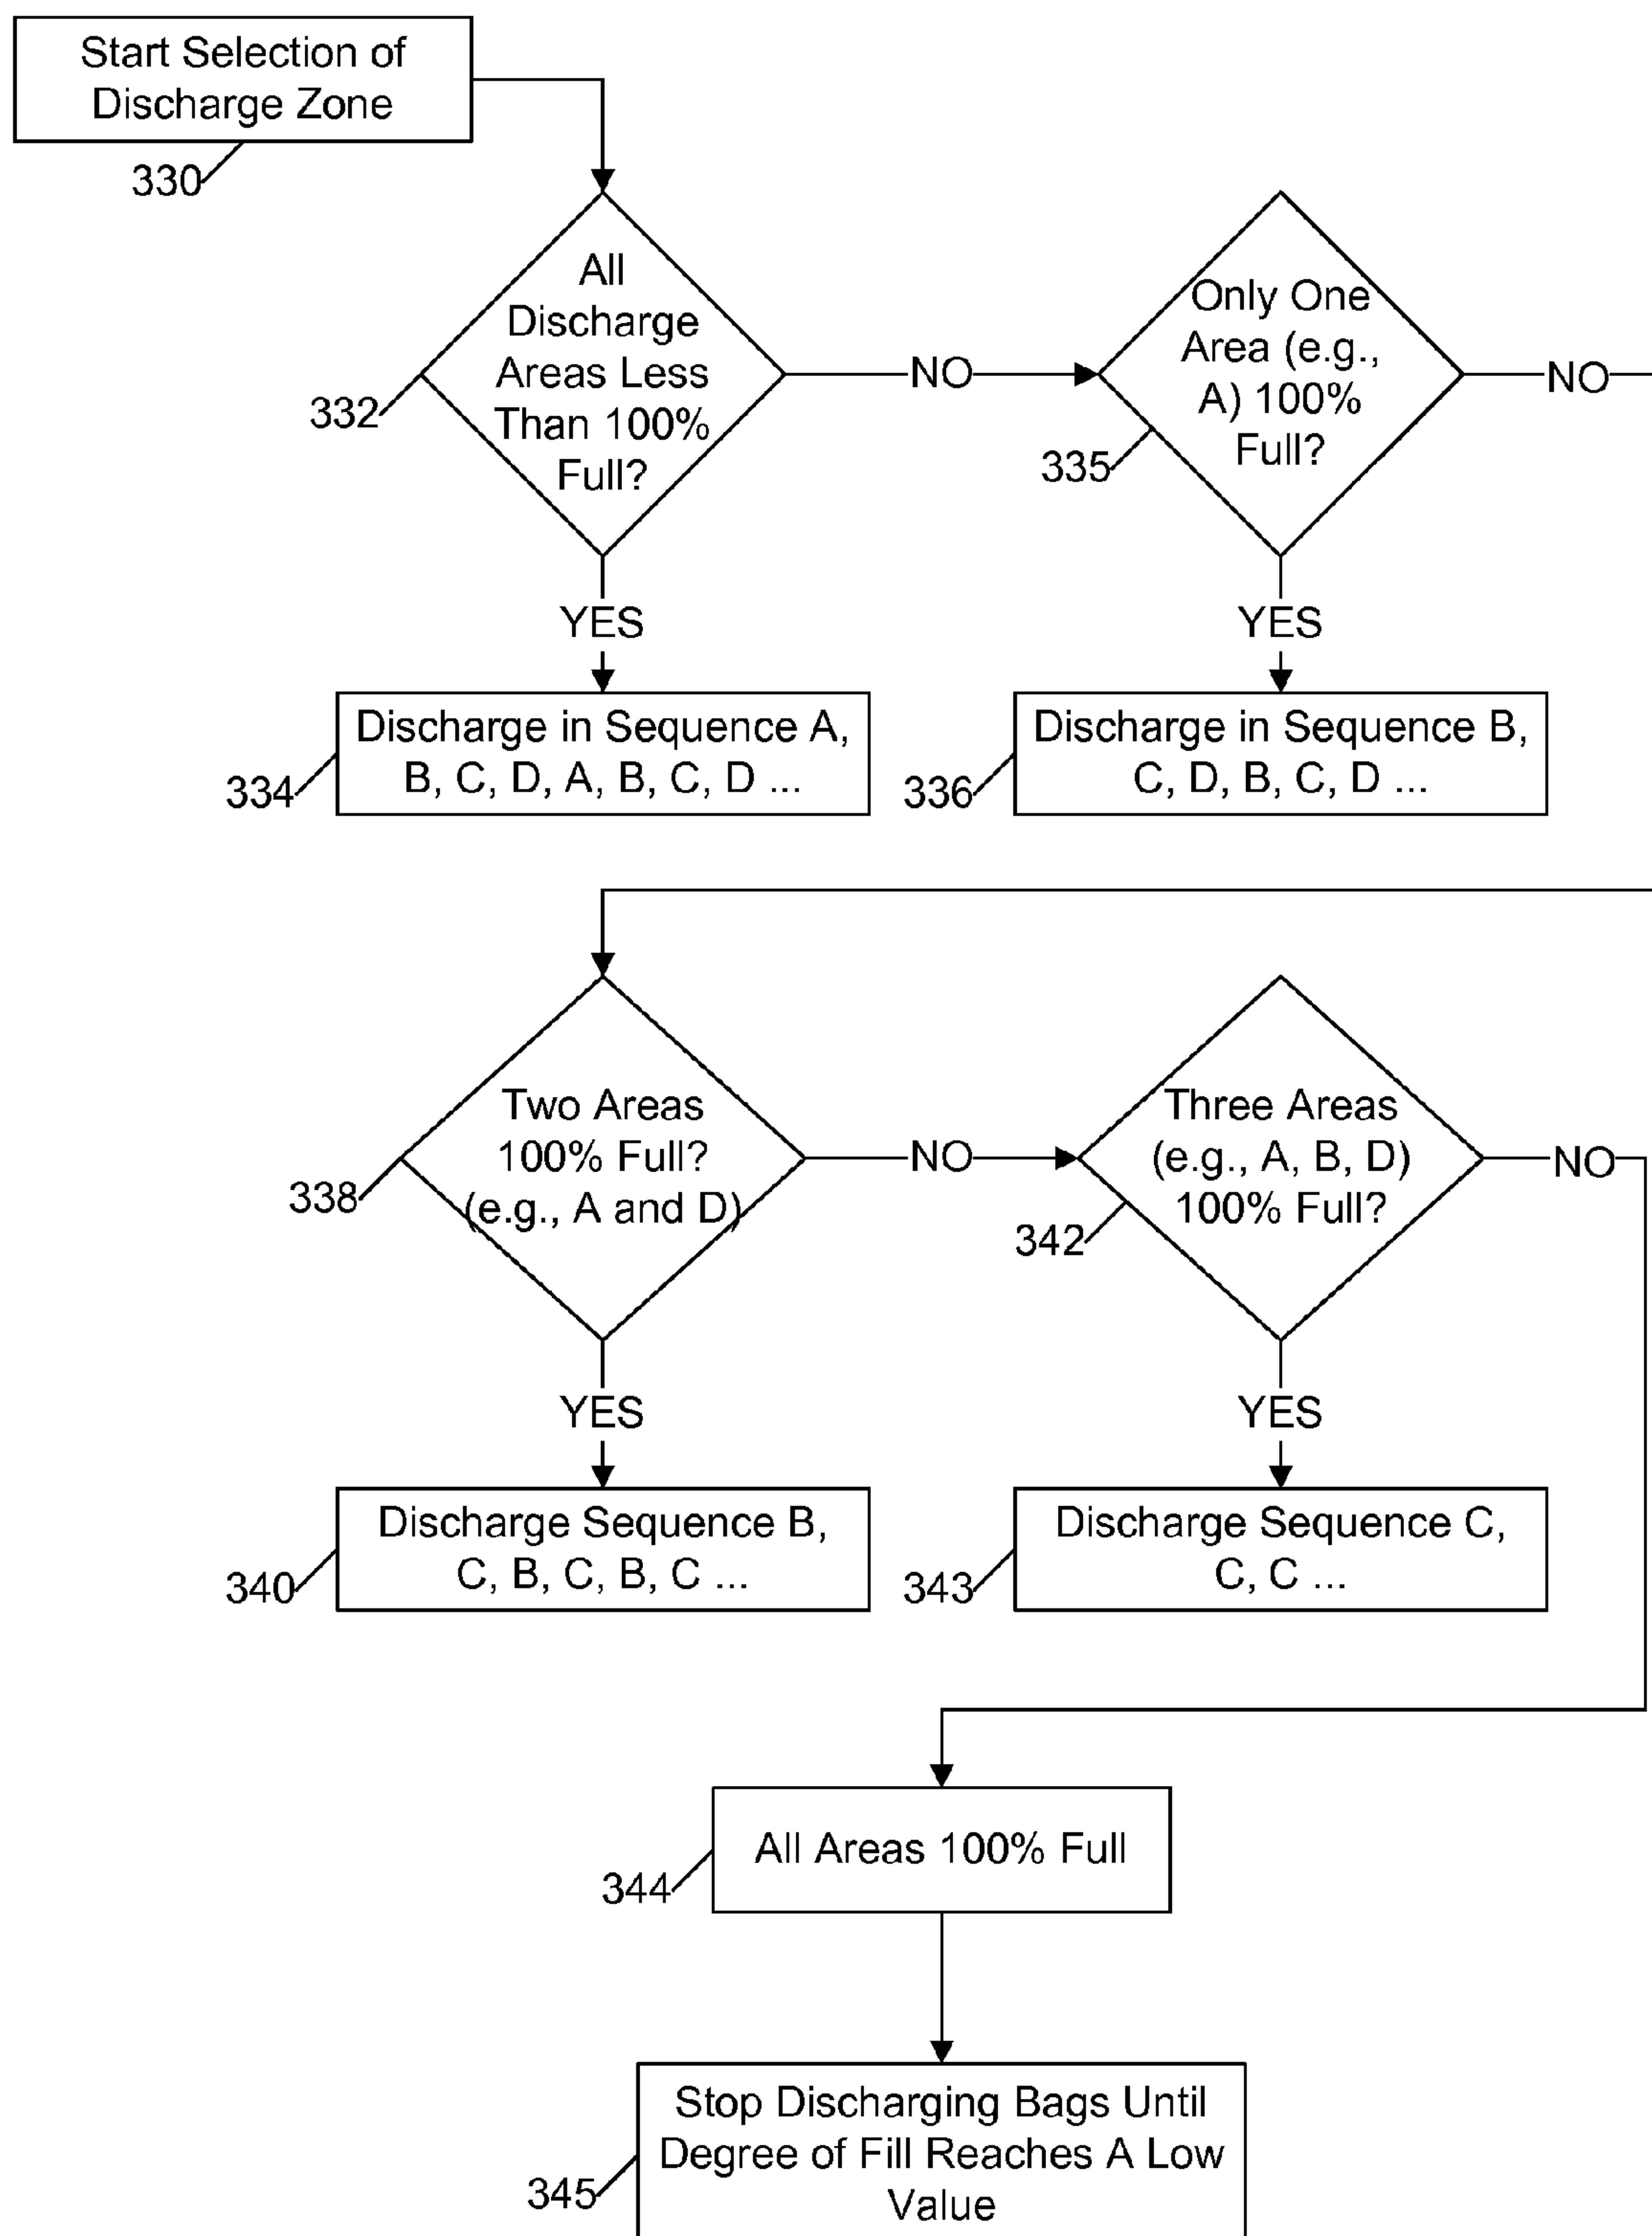 Start Selection of
Discharge Zone
330
All
Discharge
Areas Less
Than 100%
Full?
332
NO
Only One
Area (e.g.,
A) 100%
Full?
335
NO
YES
YES
Discharge in Sequence A,
B, C, D, A, B, C, D ...
334
Discharge in Sequence B,
C, D, B, C, D ...
336
Two Areas
100% Full?
(e.g., A and D)
338
NO
Three Areas
(e.g., A, B, D)
100% Full?
342
NO
YES
YES
Discharge Sequence B,
C, B, C, B, C ...
340
Discharge Sequence C,
C, C ...
343
All Areas 100% Full
344
Stop Discharging Bags Until
Degree of Fill Reaches A Low
Value
345